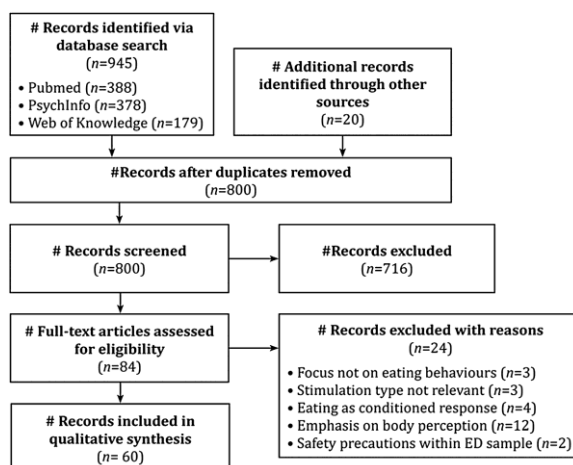 # Records identified via
database search
(n=945)
• Pubmed (n=388)
• PsychInfo (n=378)
• Web of Knowledge (n=179)
# Additional records
identified through other
sources
(n=20)
#Records after duplicates removed
(n=800)
# Records screened
(n=800)
#Records excluded
(n=716)
# Full-text articles assessed
for eligibility
(n=84)
# Records excluded with reasons
(n=24)
• Focus not on eating behaviours (n=3)
• Stimulation type not relevant (n=3)
• Eating as conditioned response (n=4)
• Emphasis on body perception (n=12)
• Safety precautions within ED sample (n=2)
# Records included in
qualitative synthesis
(n= 60)